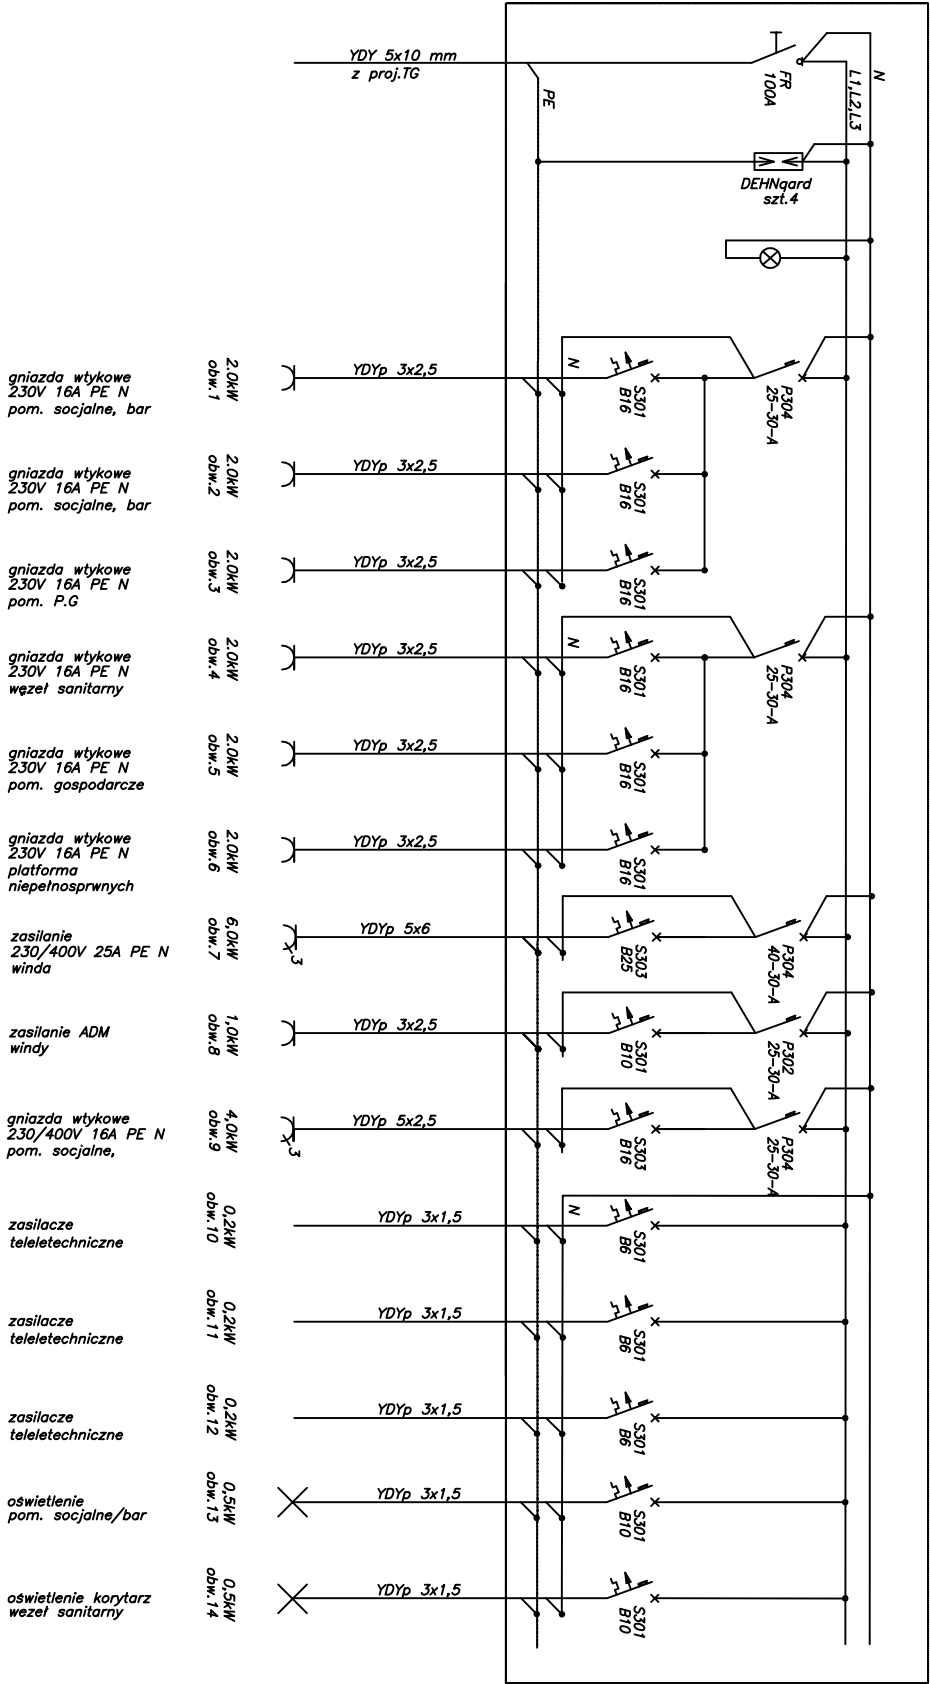 YDY 5x10 mm
z proj.TG
PE
FR
100A
L1,L2,L3
N
DEHNqard
szt.4
gniazda wtykowe
230V 16A PE N
pom. socjalne, bar
2.0kW
obw.1
YDYp 3x2,5
N
S301
B16
P304
25-30-A
gniazda wtykowe
230V 16A PE N
pom. socjalne, bar
2.0kW
obw.2
YDYp 3x2,5
S301
B16
gniazda wtykowe
230V 16A PE N
pom. P.G
2.0kW
obw.3
YDYp 3x2,5
S301
B16
gniazda wtykowe
230V 16A PE N
węzeł sanitarny
2.0kW
obw.4
YDYp 3x2,5
N
S301
B16
P304
25-30-A
gniazda wtykowe
230V 16A PE N
pom. gospodarcze
2.0kW
obw.5
YDYp 3x2,5
S301
B16
gniazda wtykowe
230V 16A PE N
platforma
niepełnosprwnych
2.0kW
obw.6
YDYp 3x2,5
S301
B16
zasilanie
230/400V 25A PE N
winda
6,0kW
obw.7
3
YDYp 5x6
S303
B25
P304
40-30-A
zasilanie ADM
windy
1,0kW
obw.8
YDYp 3x2,5
S301
B10
P302
25-30-A
gniazda wtykowe
230/400V 16A PE N
pom. socjalne,
4,0kW
obw.9
3
YDYp 5x2,5
S303
B16
P304
25-30-A
zasilacze
teleletechniczne
0,2kW
obw.10
YDYp 3x1,5
N
S301
B6
zasilacze
teleletechniczne
0,2kW
obw.11
YDYp 3x1,5
S301
B6
zasilacze
teleletechniczne
0,2kW
obw.12
YDYp 3x1,5
S301
B6
oświetlenie
pom. socjalne/bar
0,5kW
obw.13
YDYp 3x1,5
S301
B10
oświetlenie korytarz
wezeł sanitarny
0,5kW
obw.14
YDYp 3x1,5
S301
B10